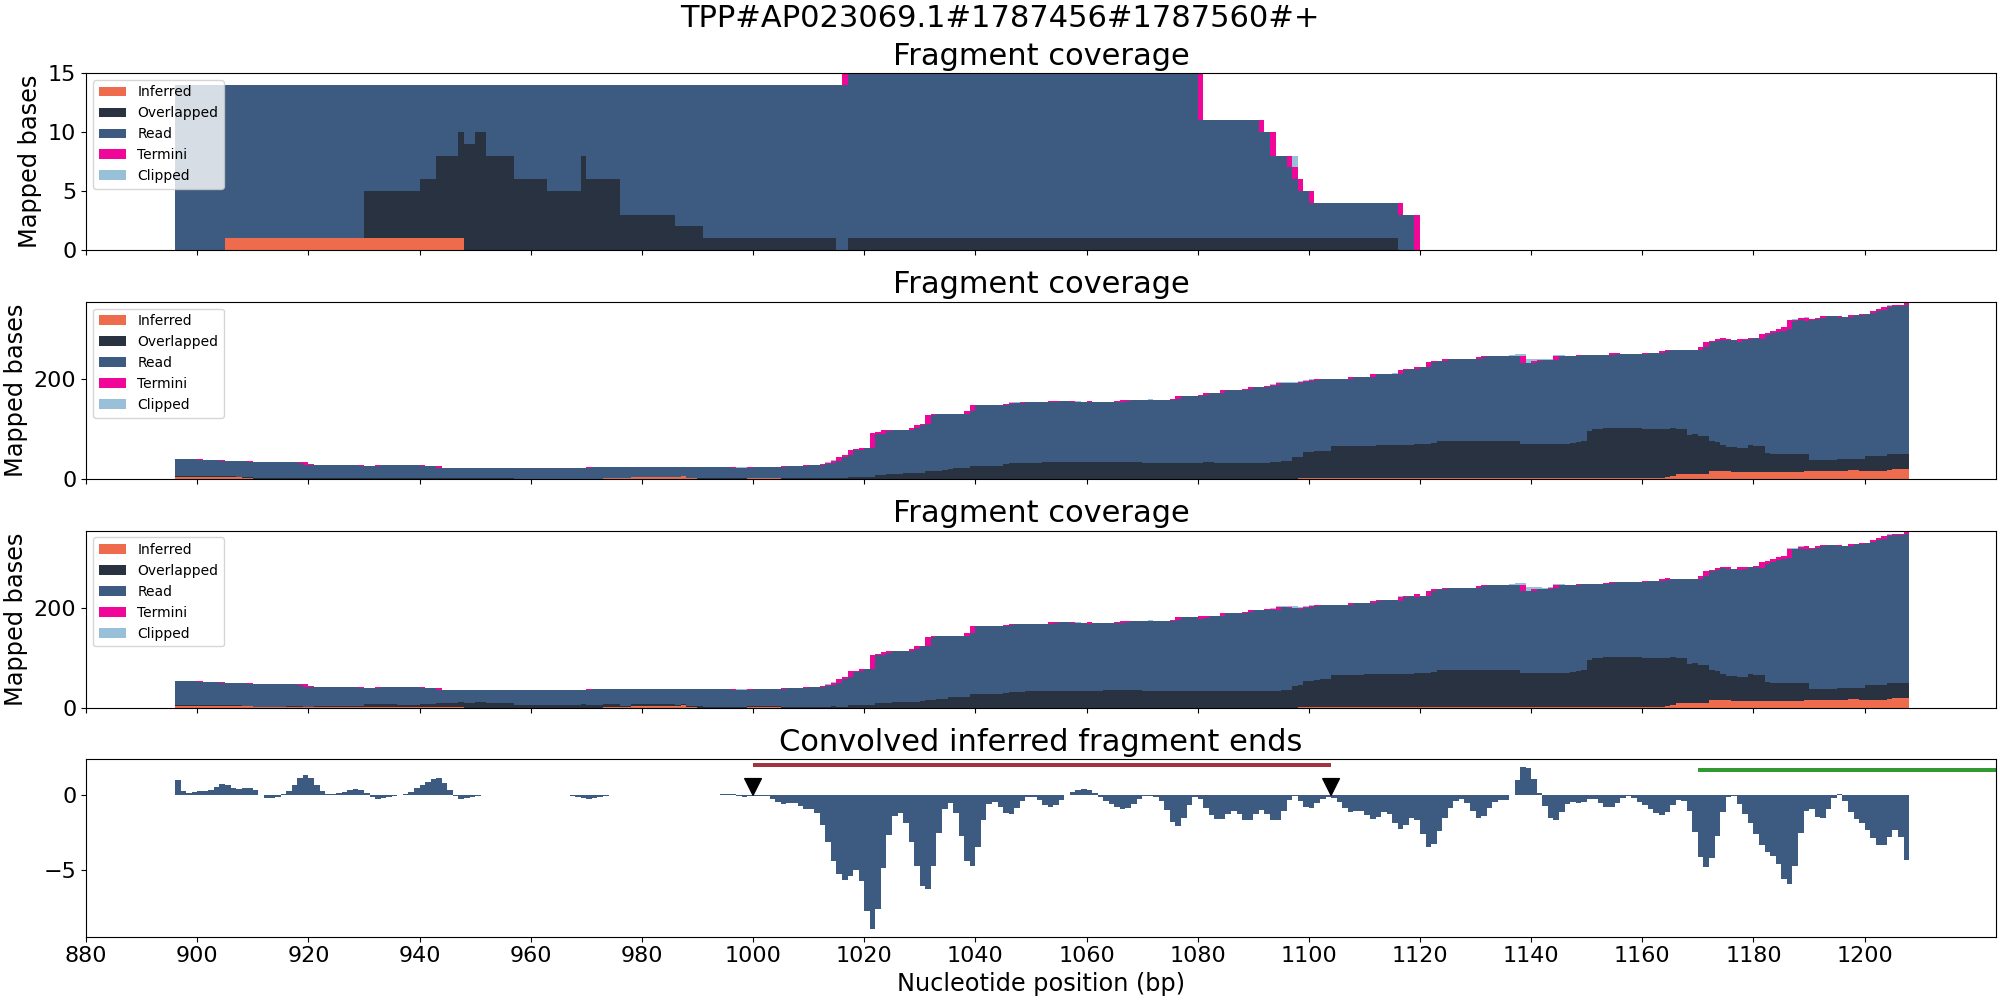 TPP#AP023069.1#1787456#1787560#+
Fragment coverage
Mapped bases
15
10
5
0
Inferred
Overlapped
Read
Termini
Clipped
Fragment coverage
Mapped bases
200
0
Inferred
Overlapped
Read
Termini
Clipped
Fragment coverage
Mapped bases
200
0
Inferred
Overlapped
Read
Termini
Clipped
Convolved inferred fragment ends
0
−5
880 900 920 940 960 980 1000 1020 1040 1060 1080 1100 1120 1140 1160 1180 1200
Nucleotide position (bp)